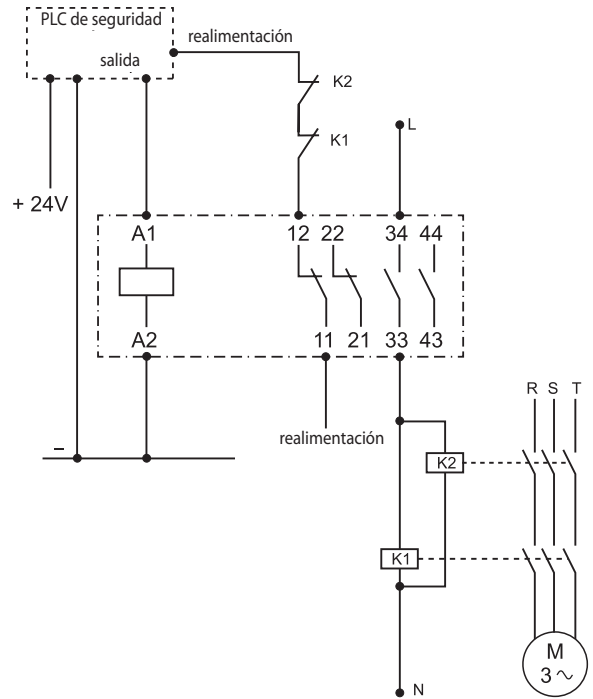 PLC de seguridad
salida
realimentación
K2
K1
L
+ 24V
A1
12 22
34 44
A2
11 21
33 43
realimentación
–
R S T
K2
K1
M
3 ~
N